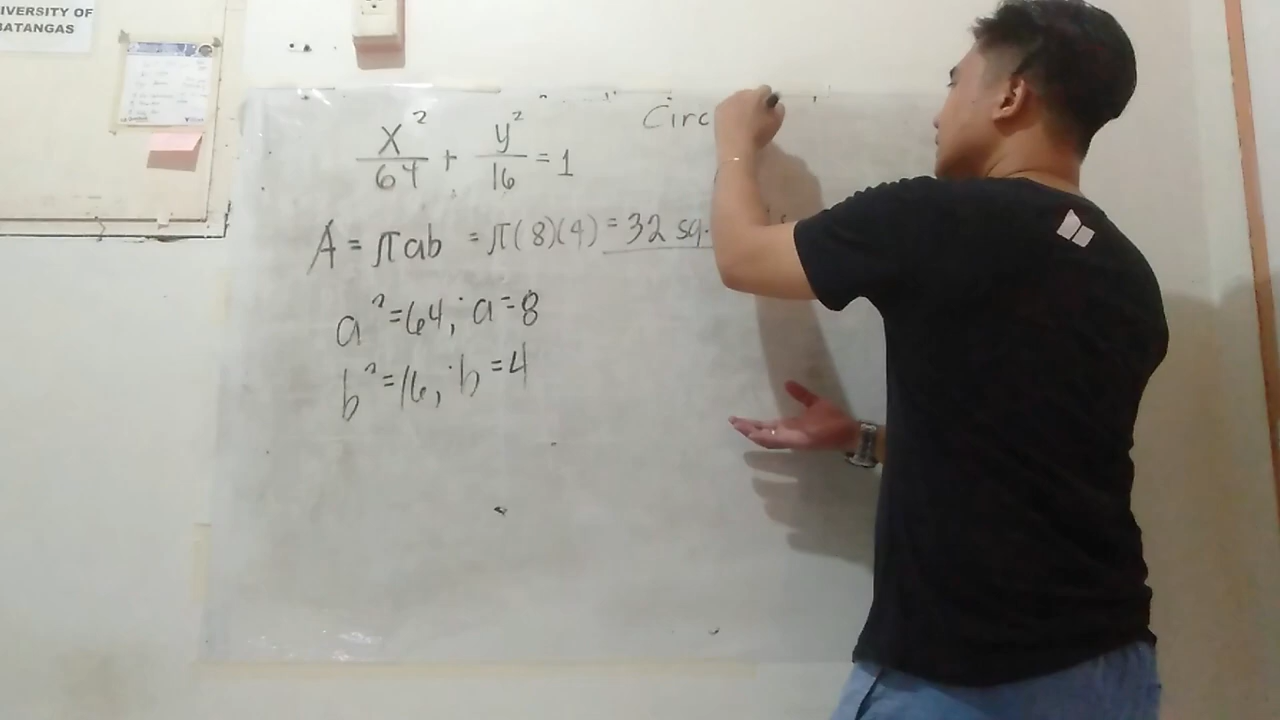 IVERSITY OF
BATANGAS
x²/64 + y²/16 = 1
Circ
A = πab = π(8)(4) = 32 sq.
a² = 64; a = 8
b² = 16; b = 4